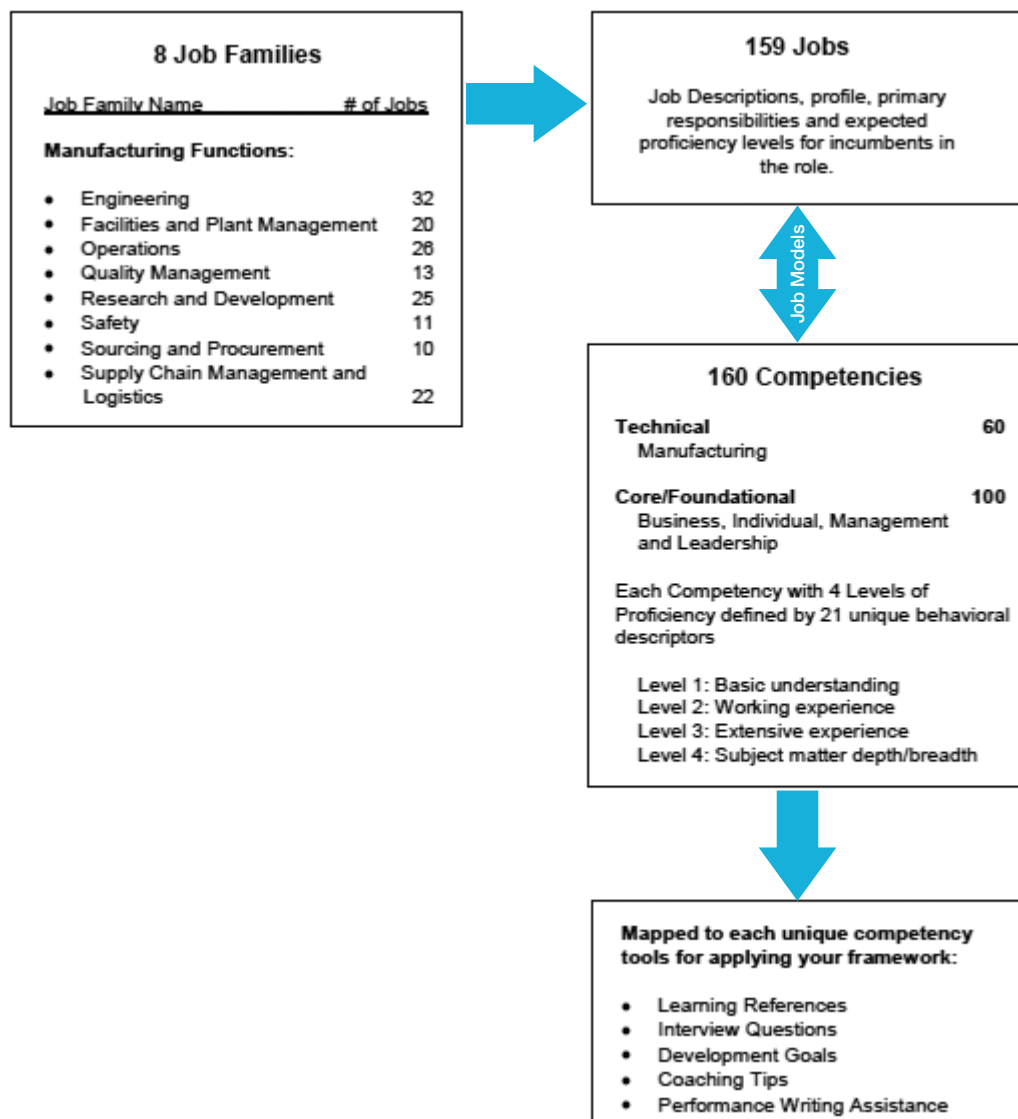 8 Job Families
Job Family Name # of Jobs
Manufacturing Functions:
• Engineering 32
• Facilities and Plant Management 20
• Operations 26
• Quality Management 13
• Research and Development 25
• Safety 11
• Sourcing and Procurement 10
• Supply Chain Management and
Logistics 22
159 Jobs
Job Descriptions, profile, primary
responsibilities and expected
proficiency levels for incumbents in
the role.
Job Models
160 Competencies
Technical 60
Manufacturing
Core/Foundational 100
Business, Individual, Management
and Leadership
Each Competency with 4 Levels of
Proficiency defined by 21 unique behavioral
descriptors
Level 1: Basic understanding
Level 2: Working experience
Level 3: Extensive experience
Level 4: Subject matter depth/breadth
Mapped to each unique competency
tools for applying your framework:
• Learning References
• Interview Questions
• Development Goals
• Coaching Tips
• Performance Writing Assistance